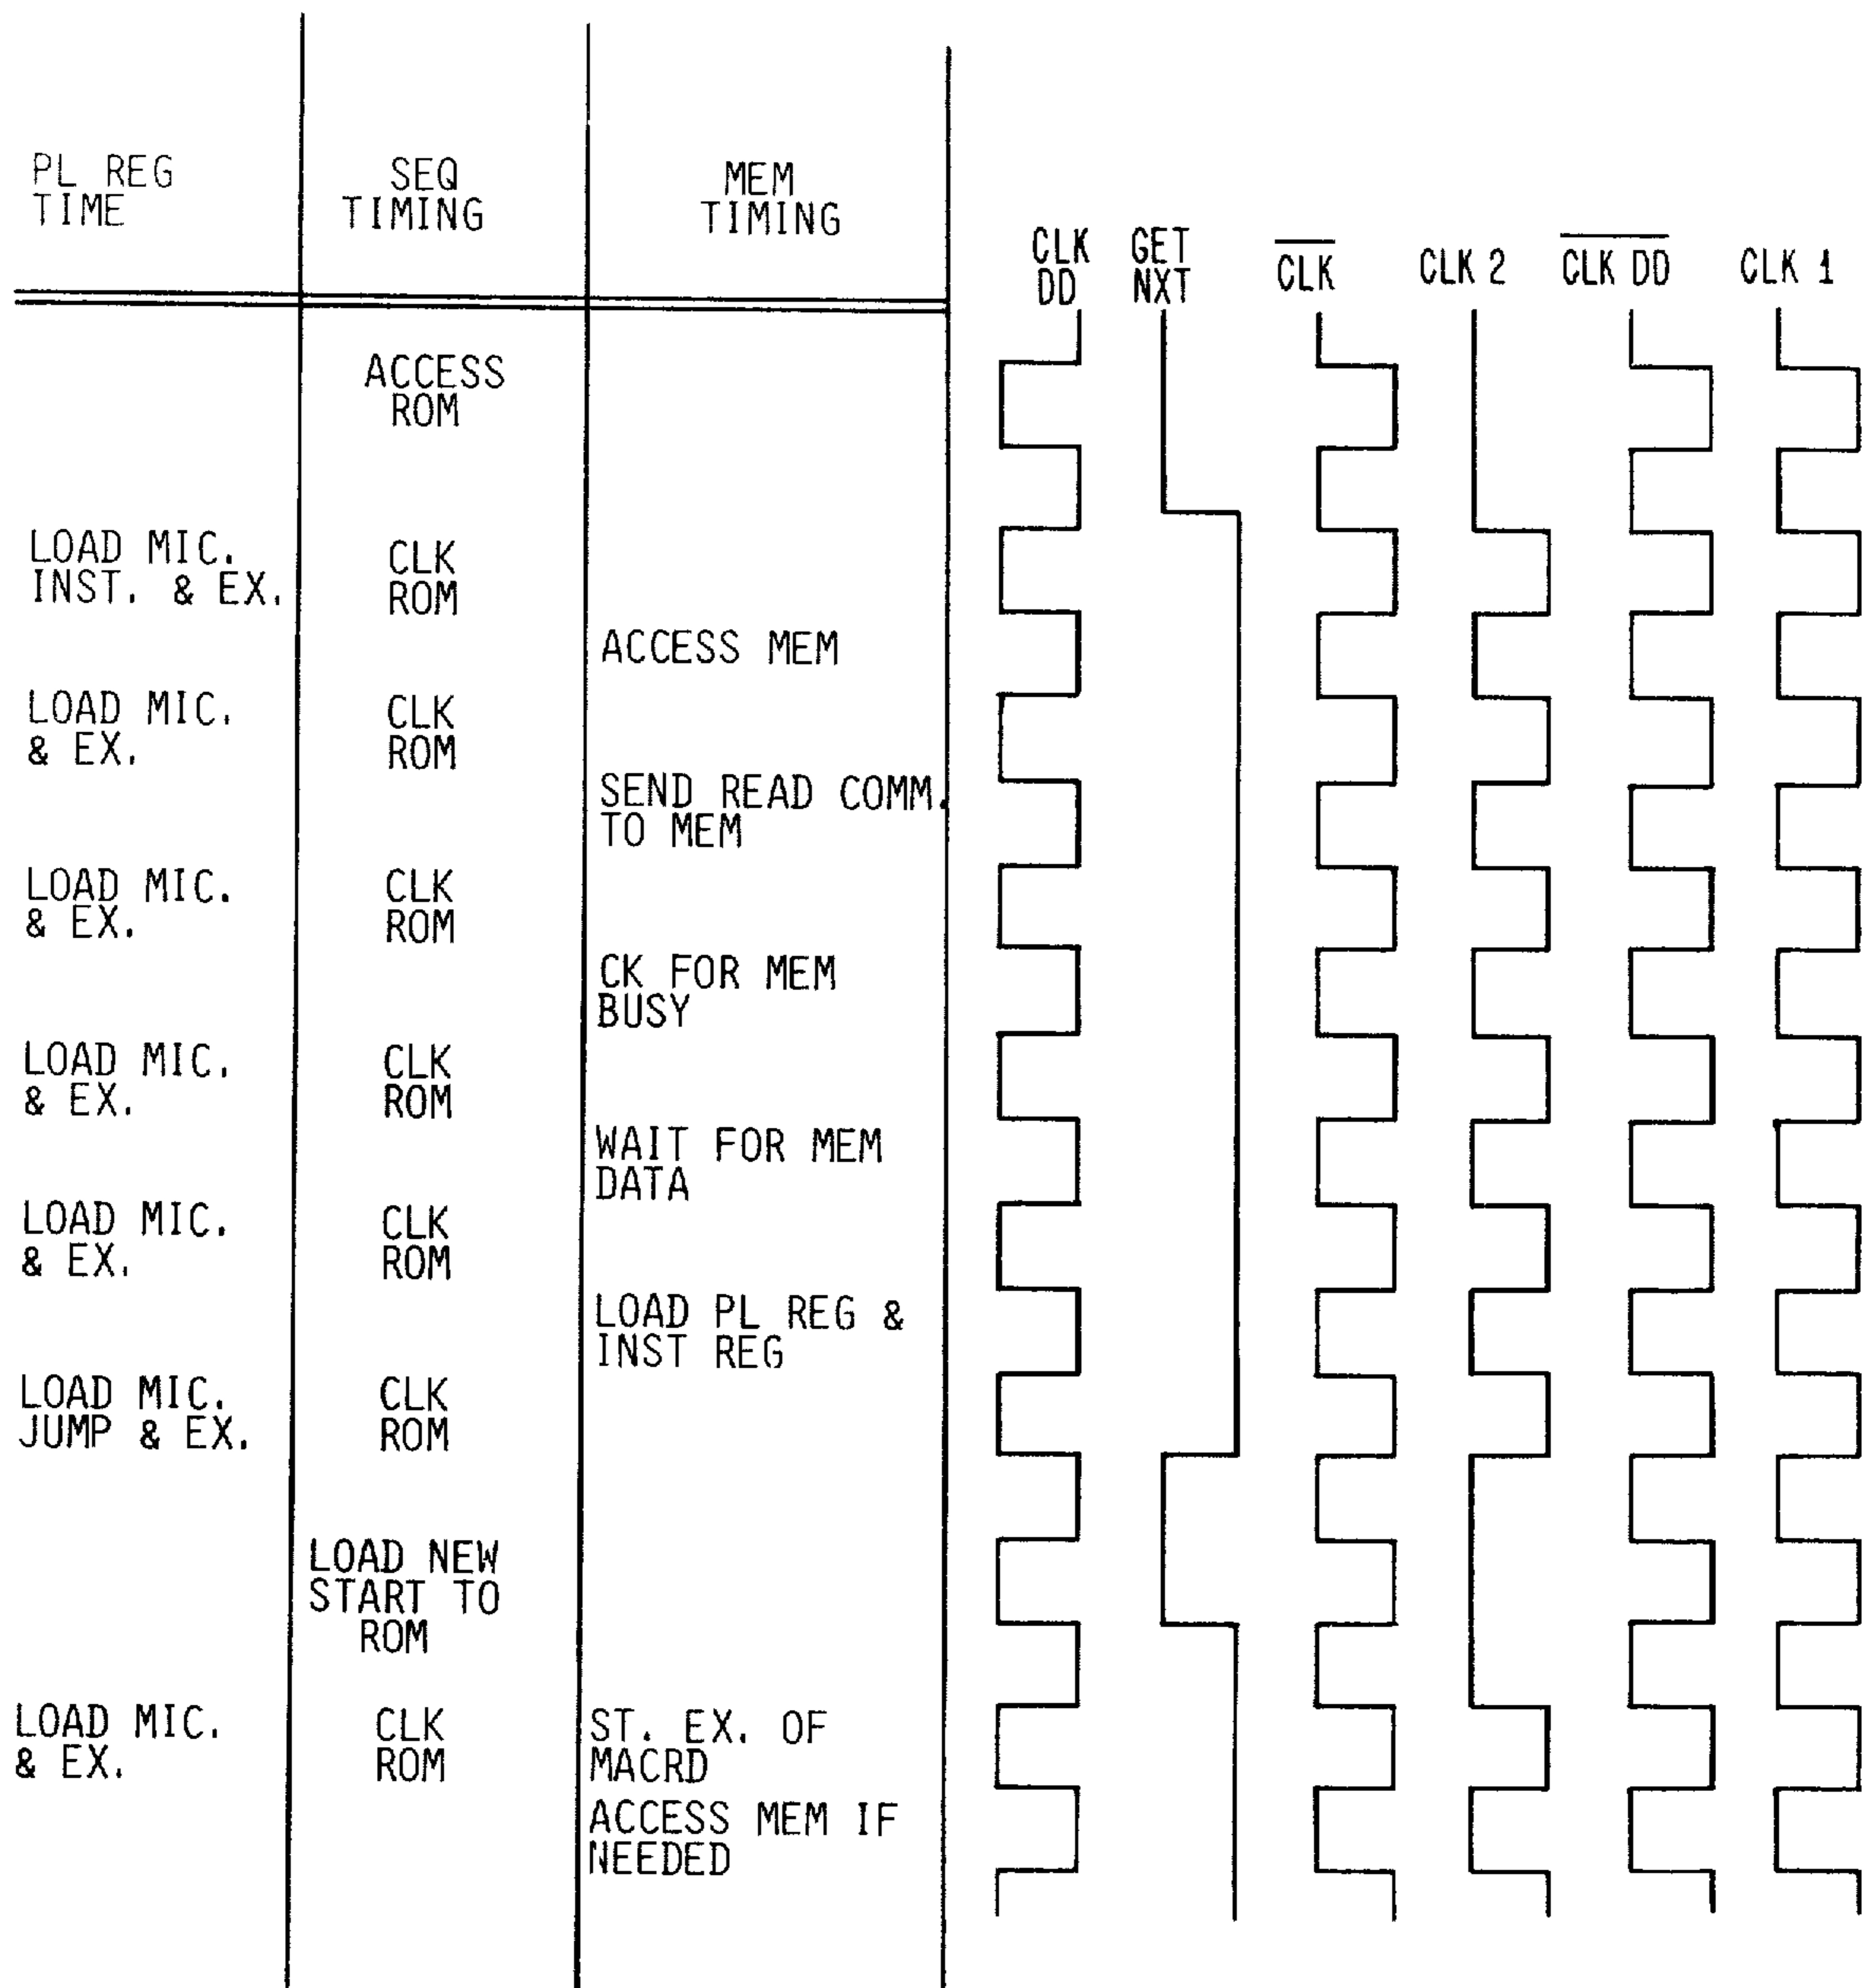 PL REG
TIME
SEQ
TIMING
MEM
TIMING
CLK
DD
GET
NXT
CLK
CLK 2
CLK DD
CLK 1
ACCESS
ROM
LOAD MIC.
INST. & EX.
CLK
ROM
ACCESS MEM
LOAD MIC.
& EX.
CLK
ROM
SEND READ COMM.
TO MEM
LOAD MIC.
& EX.
CLK
ROM
CK FOR MEM
BUSY
LOAD MIC.
& EX.
CLK
ROM
WAIT FOR MEM
DATA
LOAD MIC.
& EX.
CLK
ROM
LOAD PL REG &
INST REG
LOAD MIC.
JUMP & EX.
CLK
ROM
LOAD NEW
START TO
ROM
LOAD MIC.
& EX.
CLK
ROM
ST. EX. OF
MACRD
ACCESS MEM IF
NEEDED